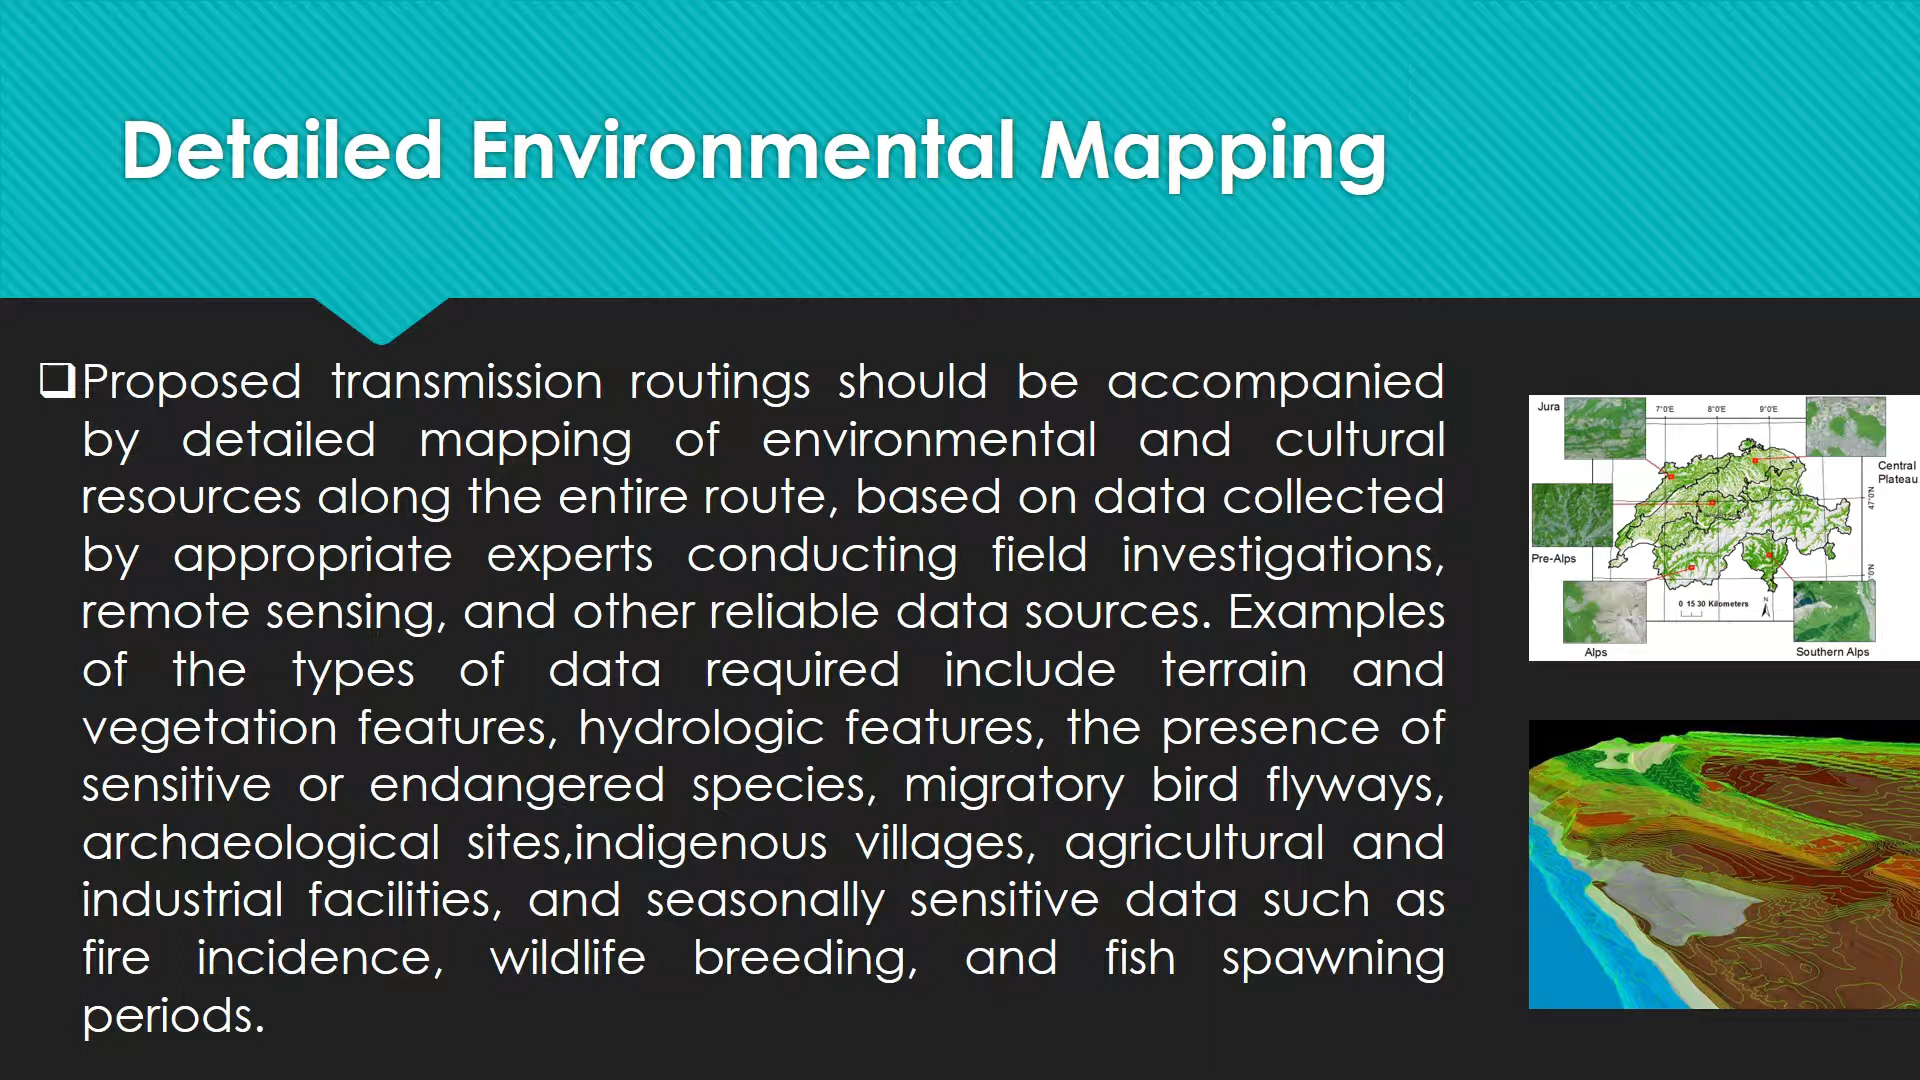 Detailed Environmental Mapping
❑Proposed transmission routings should be accompanied
by detailed mapping of environmental and cultural
resources along the entire route, based on data collected
by appropriate experts conducting field investigations,
remote sensing, and other reliable data sources. Examples
of the types of data required include terrain and
vegetation features, hydrologic features, the presence of
sensitive or endangered species, migratory bird flyways,
archaeological sites,indigenous villages, agricultural and
industrial facilities, and seasonally sensitive data such as
fire incidence, wildlife breeding, and fish spawning
periods.
Jura
7°0'E 8°0'E 9°0'E
Central
Plateau
47°0'N
Pre-Alps
0 15 30 Kilometers
N
Alps
Southern Alps